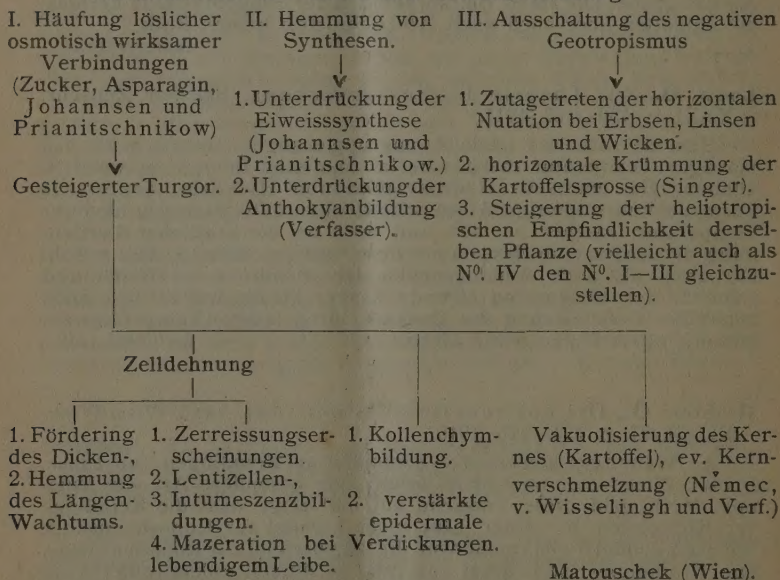 I. Häufung löslicher
osmotisch wirksamer
Verbindungen
(Zucker, Asparagin,
Johannsen und
Prianitschnikow)
Gesteigerter Turgor.
II. Hemmung von
Synthesen.
1. Unterdrückung der
Eiweisssynthese
(Johannsen und
Prianitschnikow.)
2. Unterdrückung der
Anthokyanbildung
(Verfasser).
III. Ausschaltung des negativen
Geotropismus
1. Zutagetreten der horizontalen
Nutation bei Erbsen, Linsen
und Wicken.
2. horizontale Krümmung der
Kartoffelsprosse (Singer).
3. Steigerung der heliotropi-
schen Empfindlichkeit dersel-
ben Pflanze (vielleicht auch als
N⁰. IV den N⁰. I—III gleichzu-
stellen).
Zelldehnung
1. Fördering
des Dicken-,
2. Hemmung
des Längen-
Wachtums.
1. Zerreissungser-
scheinungen.
2. Lentizellen-,
3. Intumeszenzbil-
dungen.
4. Mazeration bei
lebendigem Leibe.
1. Kollenchym-
bildung.
2. verstärkte
epidermale
Verdickungen.
Vakuolisierung des Ker-
nes (Kartoffel), ev. Kern-
verschmelzung (Němec,
v. Wisselingh und Verf.)
Matouschek (Wien).